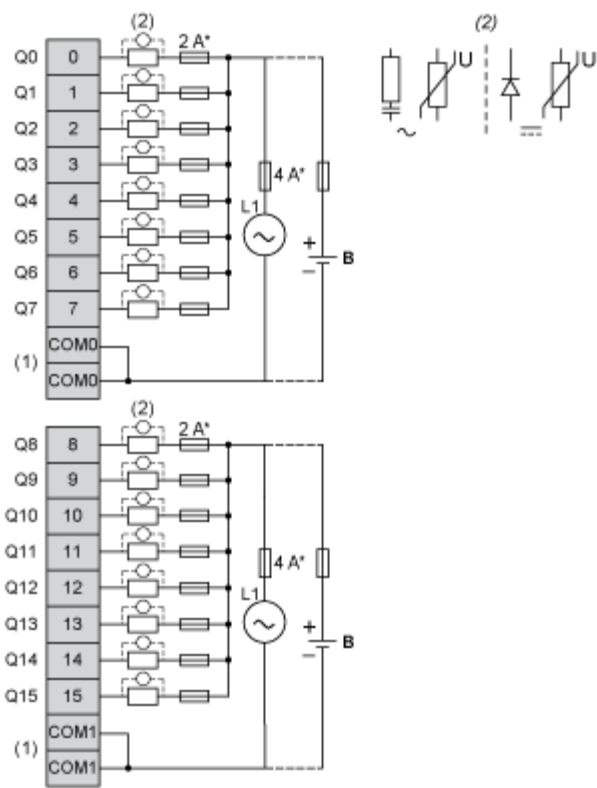 (2)
(2)
2 A*
Q0 0
U U
Q1 1
Q2 2
Q3 3
4 A*
Q4 4
L1
Q5 5
+
B
−
Q6 6
Q7 7
COM0
(1)
COM0
(2)
2 A*
Q8 8
Q9 9
Q10 10
Q11 11
4 A*
Q12 12
L1
Q13 13
+
B
−
Q14 14
Q15 15
COM1
(1)
COM1